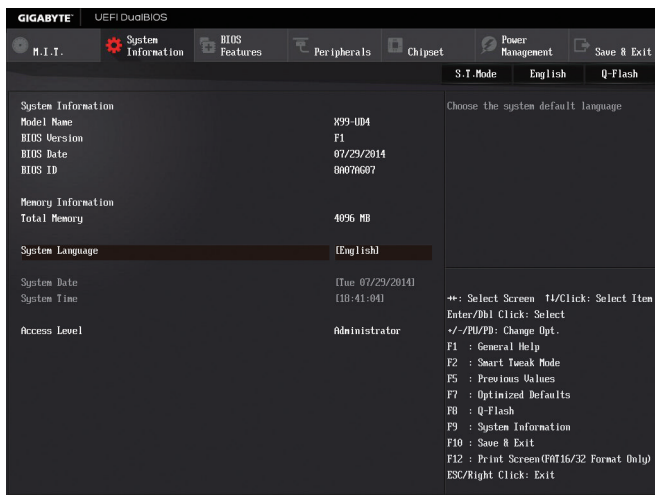 GIGABYTE™ UEFI DualBIOS
M.I.T.
System Information
BIOS Features
Peripherals
Chipset
Power Management
Save & Exit
S.T.Mode English Q-Flash
System Information
Model Name X99-UD4
BIOS Version F1
BIOS Date 07/29/2014
BIOS ID 8A07AG07
Memory Information
Total Memory 4096 MB
System Language [English]
System Date [Tue 07/29/2014]
System Time [18:41:04]
Access Level Administrator
Choose the system default language
→←: Select Screen ↑↓/Click: Select Item
Enter/Dbl Click: Select
+/-/PU/PD: Change Opt.
F1 : General Help
F2 : Smart Tweak Mode
F5 : Previous Values
F7 : Optimized Defaults
F8 : Q-Flash
F9 : System Information
F10 : Save & Exit
F12 : Print Screen(FAT16/32 Format Only)
ESC/Right Click: Exit